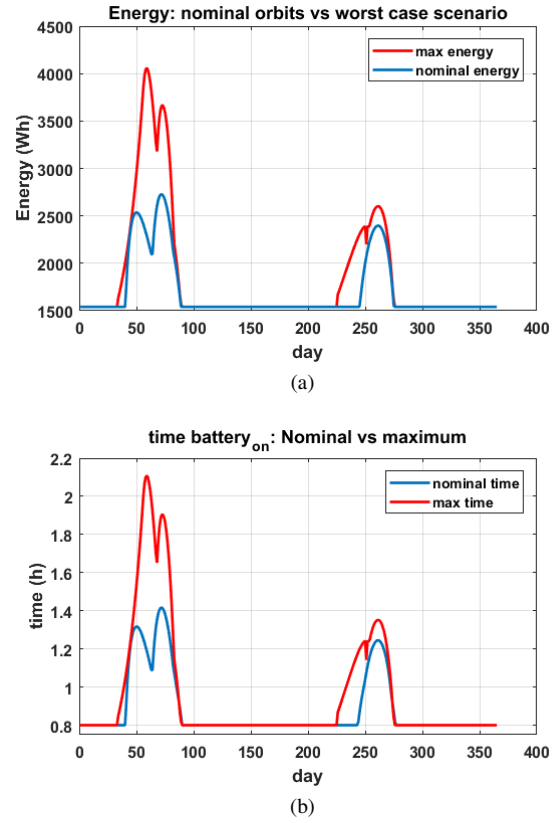 Energy: nominal orbits vs worst case scenario
4500
max energy
nominal energy
4000
3500
3000
2500
2000
1500
Energy (Wh)
0 50 100 150 200 250 300 350 400
day
(a)
time battery_on: Nominal vs maximum
2.2
nominal time
max time
2
1.8
1.6
1.4
1.2
1
0.8
time (h)
0 50 100 150 200 250 300 350 400
day
(b)